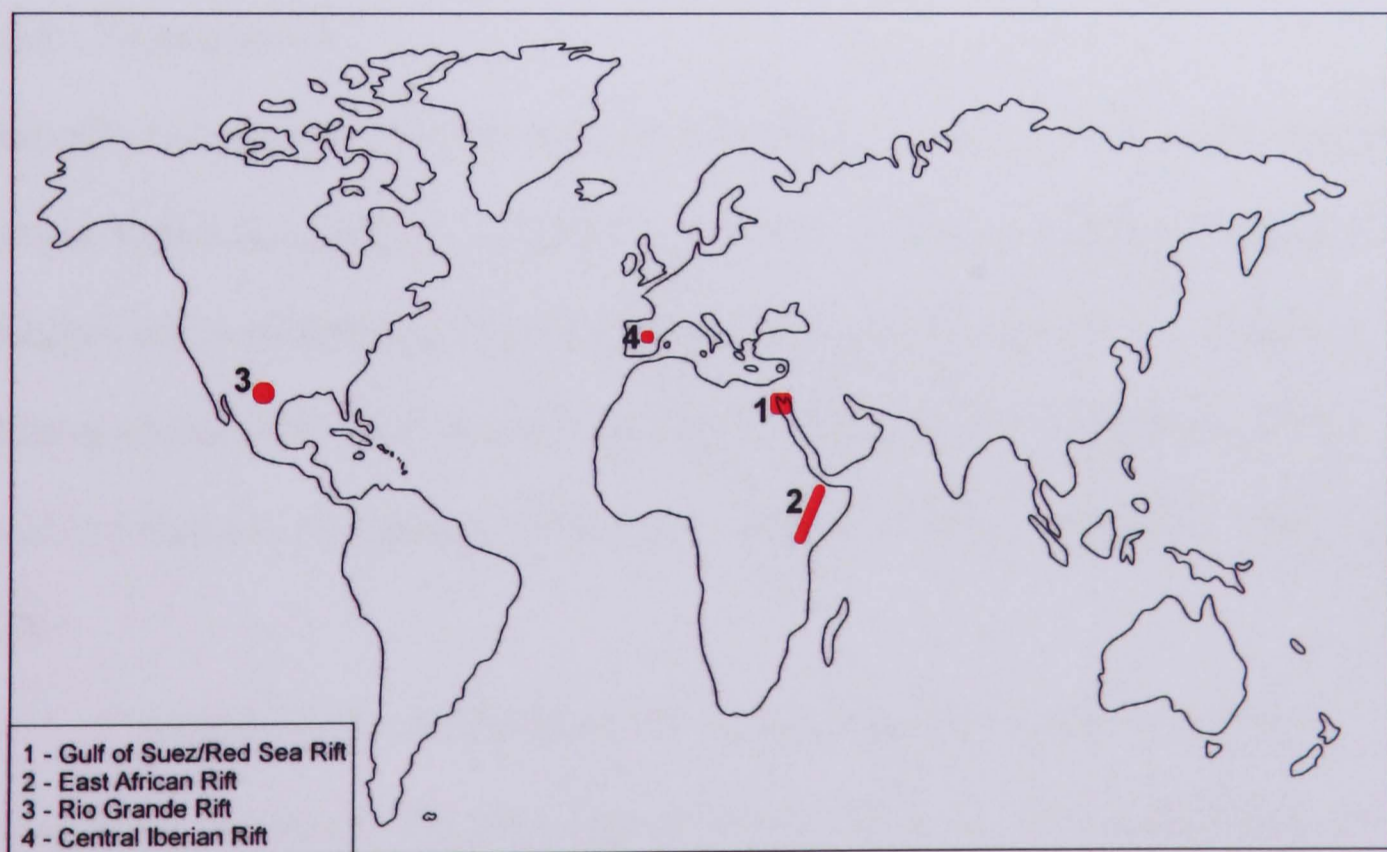 4
3
1
2
1 - Gulf of Suez/Red Sea Rift
2 - East African Rift
3 - Rio Grande Rift
4 - Central Iberian Rift